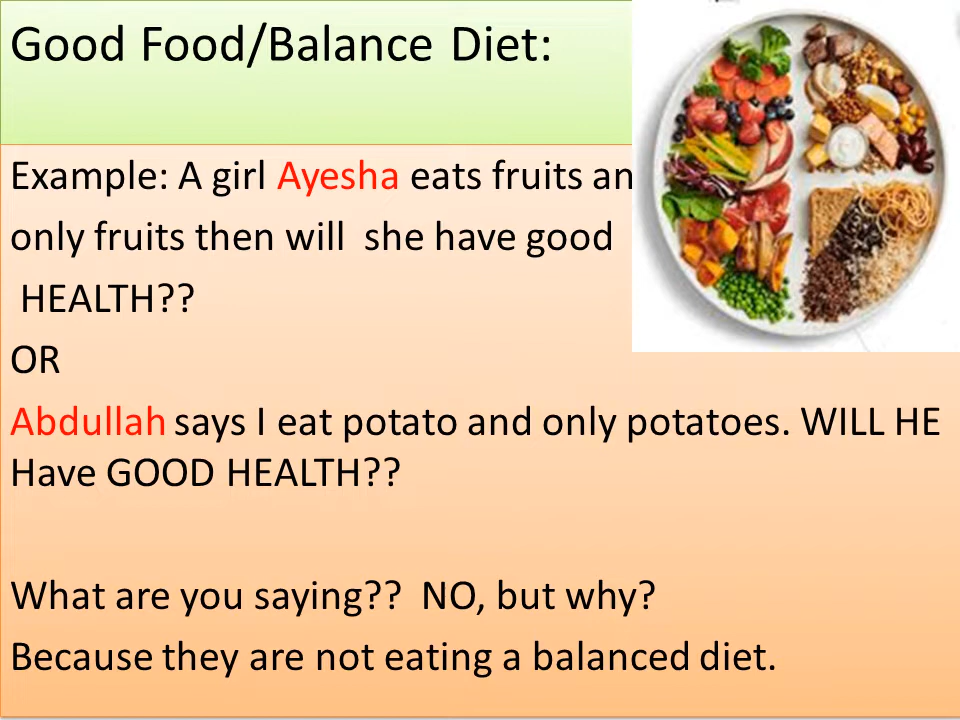 Good Food/Balance Diet:
Example: A girl Ayesha eats fruits an
only fruits then will she have good
HEALTH??
OR
Abdullah says I eat potato and only potatoes. WILL HE
Have GOOD HEALTH??
What are you saying?? NO, but why?
Because they are not eating a balanced diet.